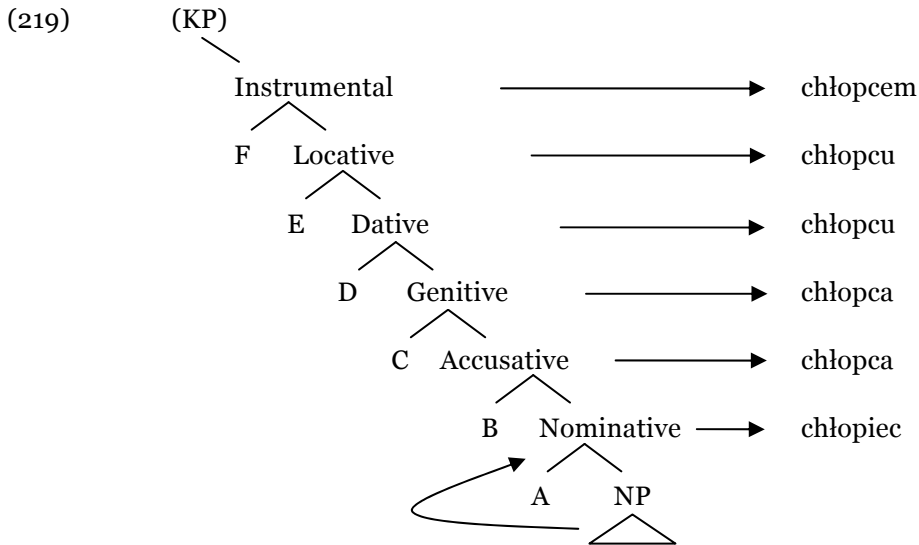 (219) (KP)
Instrumental chłopcem
F Locative chłopcu
E Dative chłopcu
D Genitive chłopca
C Accusative chłopca
B Nominative chłopiec
A NP